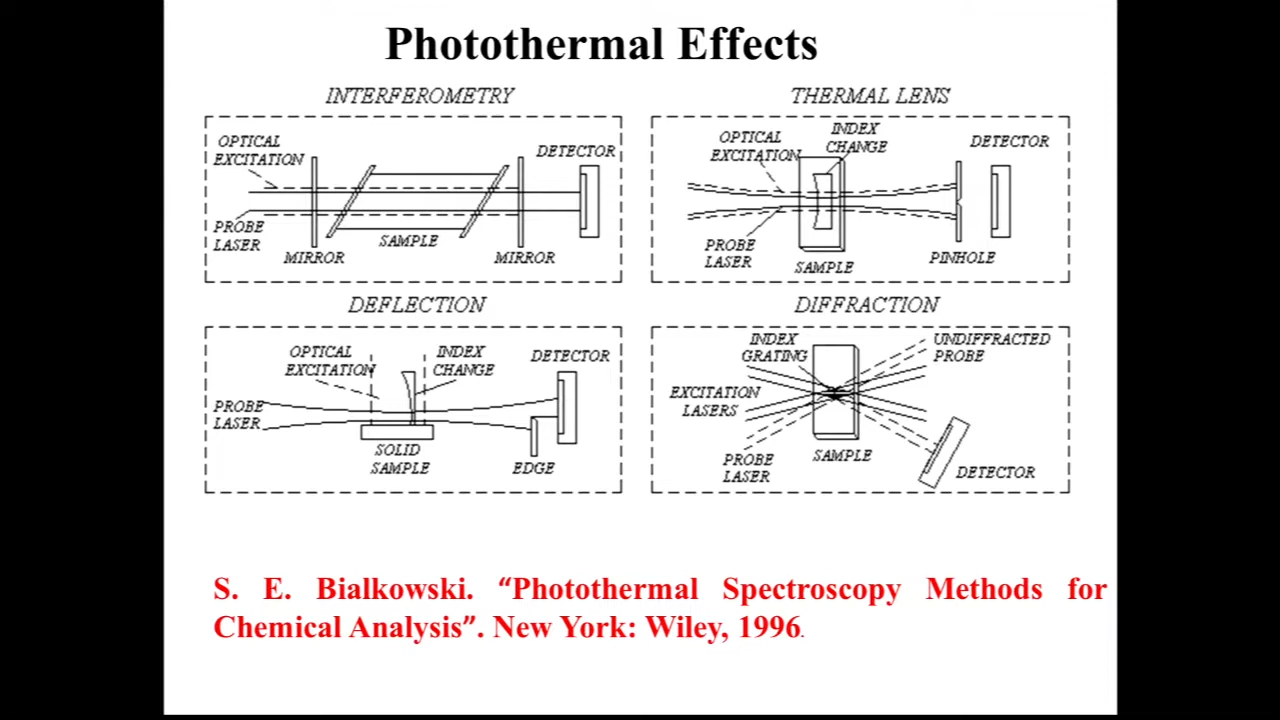 Photothermal Effects
INTERFEROMETRY
OPTICAL
EXCITATION
DETECTOR
PROBE
LASER
SAMPLE
MIRROR
MIRROR
THERMAL LENS
OPTICAL
EXCITATION
INDEX
CHANGE
DETECTOR
PROBE
LASER
SAMPLE
PINHOLE
DEFLECTION
OPTICAL
EXCITATION
INDEX
CHANGE
DETECTOR
PROBE
LASER
SOLID
SAMPLE
EDGE
DIFFRACTION
INDEX
GRATING
UNDIFFRACTED
PROBE
EXCITATION
LASERS
PROBE
LASER
SAMPLE
DETECTOR
S. E. Bialkowski. “Photothermal Spectroscopy Methods for
Chemical Analysis”. New York: Wiley, 1996.